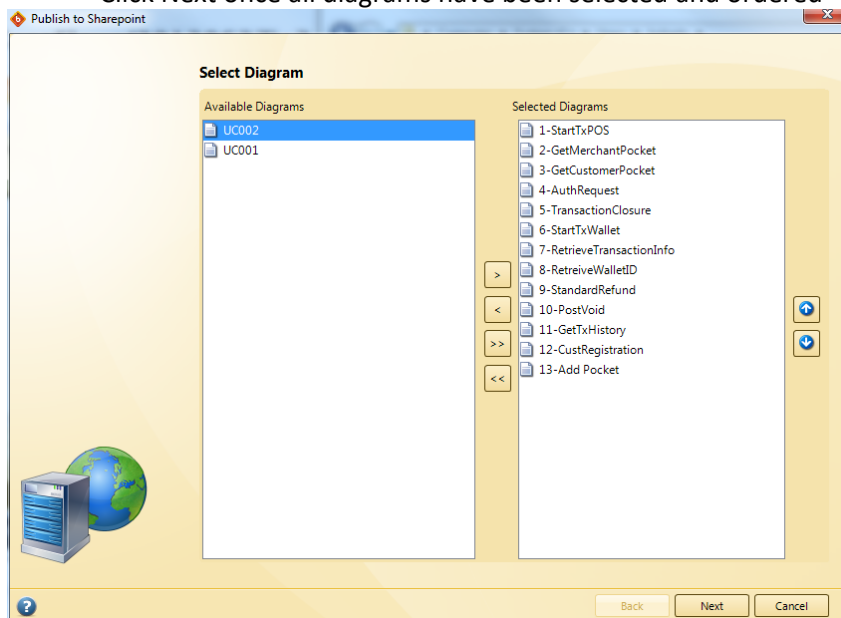 Click Next once all diagrams have been selected and ordered
Publish to Sharepoint
Select Diagram
Available Diagrams
UC002
UC001
Selected Diagrams
1-StartTxPOS
2-GetMerchantPocket
3-GetCustomerPocket
4-AuthRequest
5-TransactionClosure
6-StartTxWallet
7-RetrieveTransactionInfo
8-RetreiveWalletID
9-StandardRefund
10-PostVoid
11-GetTxHistory
12-CustRegistration
13-Add Pocket
>
<
>>
<<
Back Next Cancel